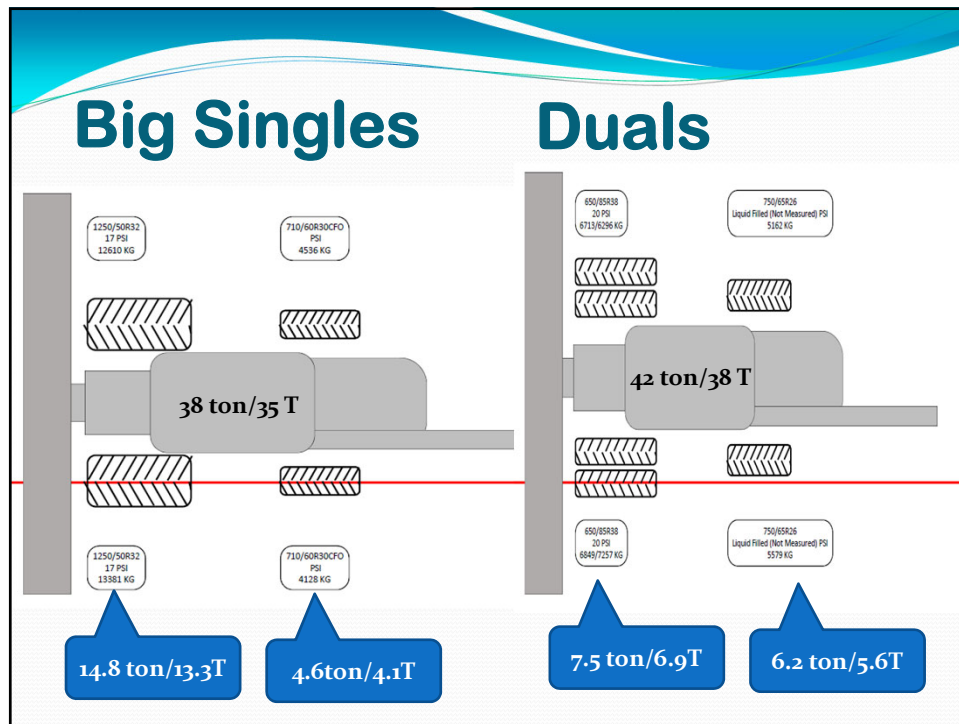 Big Singles
Duals
1250/50R32
17 PSI
12610 KG
710/60R30CFO
PSI
4536 KG
650/85R38
20 PSI
6713/6296 KG
750/65R26
Liquid Filled (Not Measured) PSI
5162 KG
38 ton/35 T
42 ton/38 T
1250/50R32
17 PSI
13381 KG
710/60R30CFO
PSI
4128 KG
650/85R38
20 PSI
6849/7257 KG
750/65R26
Liquid Filled (Not Measured) PSI
5579 KG
14.8 ton/13.3T
4.6ton/4.1T
7.5 ton/6.9T
6.2 ton/5.6T